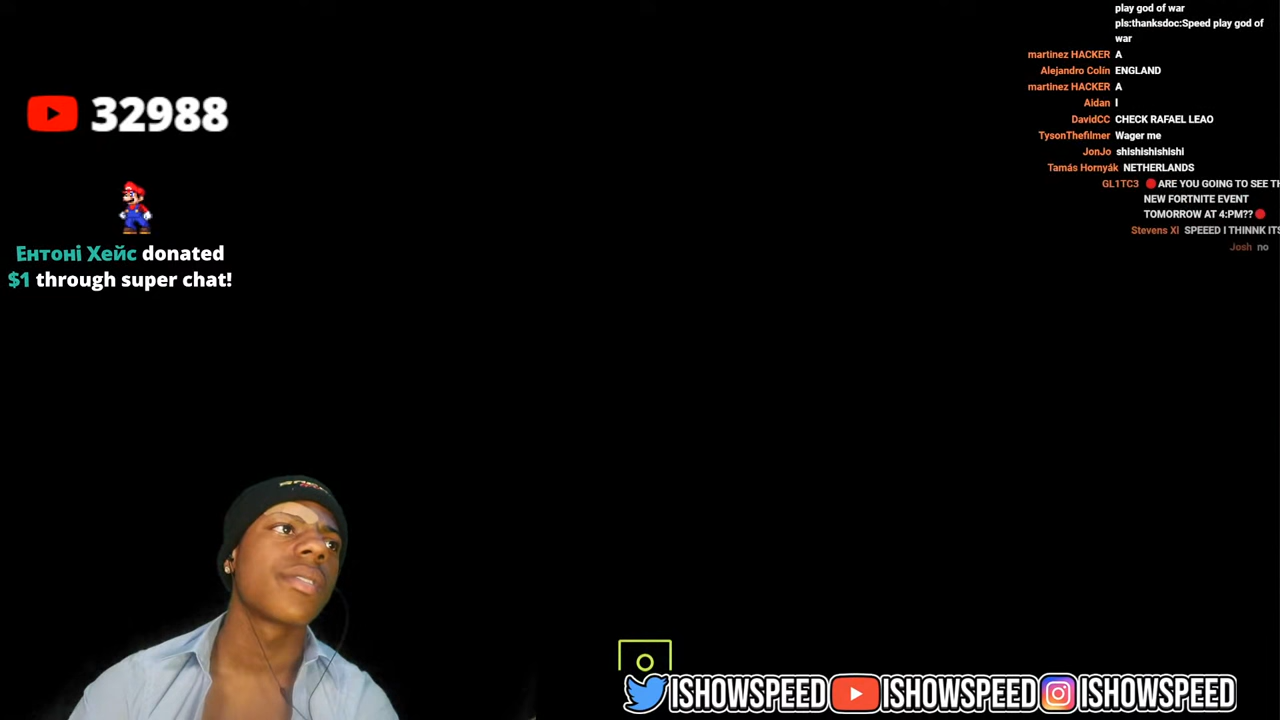 play god of war
pls:thanksdoc:Speed play god of
war
martinez HACKER A
Alejandro Colín ENGLAND
martinez HACKER A
Aidan I
DavidCC CHECK RAFAEL LEAO
TysonThefilmer Wager me
JonJo shishishishishi
Tamás Hornyák NETHERLANDS
GL1TC3 ARE YOU GOING TO SEE TH
NEW FORTNITE EVENT
TOMORROW AT 4:PM??
Stevens Xl SPEEED I THINNK ITS
Josh no
32988
Ентоні Хейс donated
$1 through super chat!
ISHOWSPEED ISHOWSPEED ISHOWSPEED